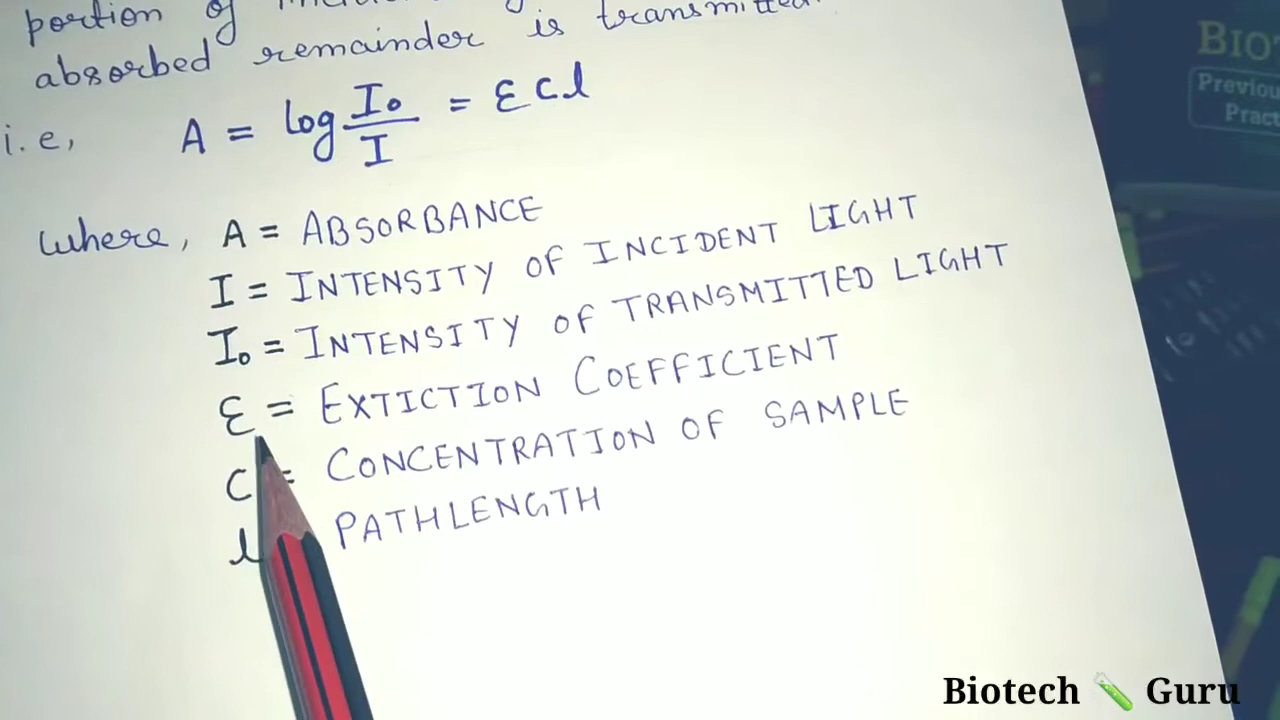 portion of
absorbed remainder is transmitted.
i.e, A = log I₀/I = ε c l
where, A = ABSORBANCE
I = INTENSITY OF INCIDENT LIGHT
I₀ = INTENSITY OF TRANSMITTED LIGHT
ε = EXTICTION COEFFICIENT
C = CONCENTRATION OF SAMPLE
l PATHLENGTH
BIO
Previou
Pract
Biotech Guru